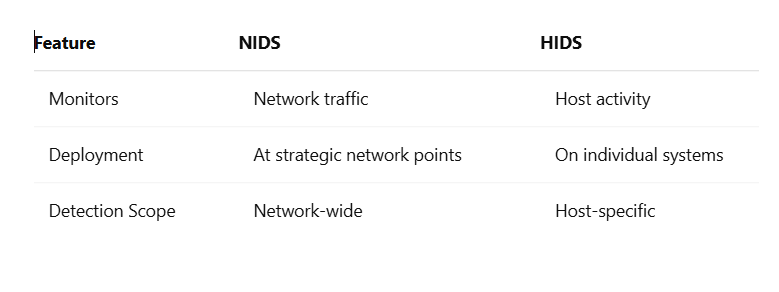 Feature NIDS HIDS
Monitors Network traffic Host activity
Deployment At strategic network points On individual systems
Detection Scope Network-wide Host-specific